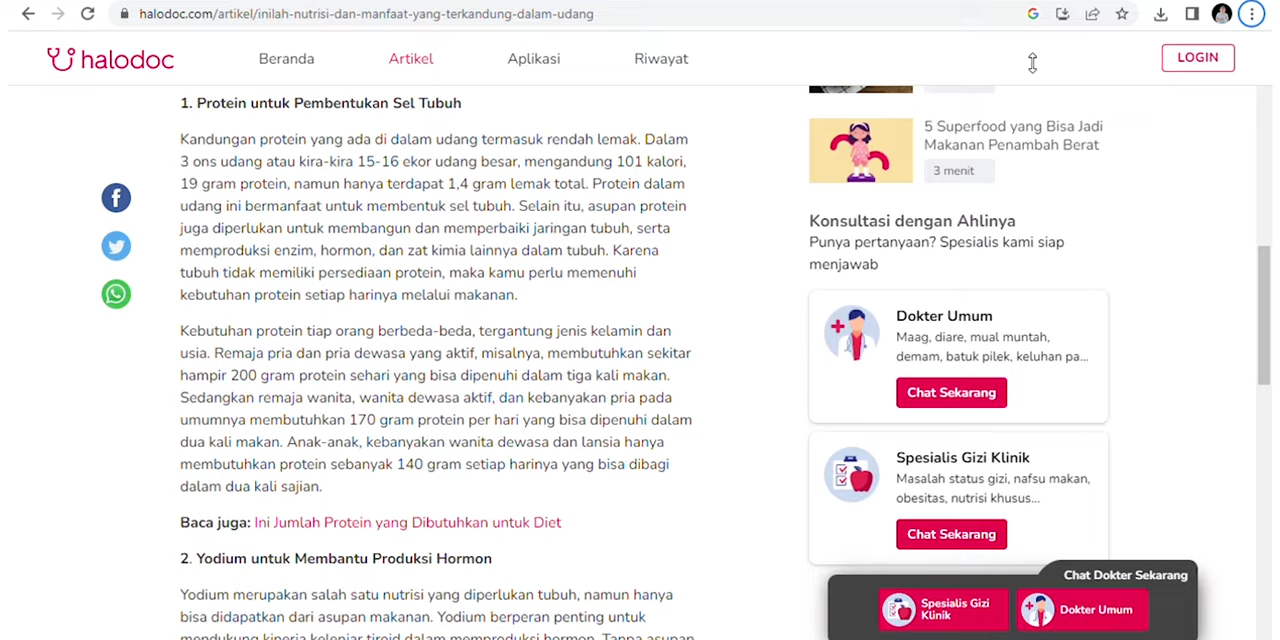 halodoc.com/artikel/inilah-nutrisi-dan-manfaat-yang-terkandung-dalam-udang
halodoc
Beranda
Artikel
Aplikasi
Riwayat
LOGIN
1. Protein untuk Pembentukan Sel Tubuh
Kandungan protein yang ada di dalam udang termasuk rendah lemak. Dalam
3 ons udang atau kira-kira 15-16 ekor udang besar, mengandung 101 kalori,
19 gram protein, namun hanya terdapat 1,4 gram lemak total. Protein dalam
udang ini bermanfaat untuk membentuk sel tubuh. Selain itu, asupan protein
juga diperlukan untuk membangun dan memperbaiki jaringan tubuh, serta
memproduksi enzim, hormon, dan zat kimia lainnya dalam tubuh. Karena
tubuh tidak memiliki persediaan protein, maka kamu perlu memenuhi
kebutuhan protein setiap harinya melalui makanan.
Kebutuhan protein tiap orang berbeda-beda, tergantung jenis kelamin dan
usia. Remaja pria dan pria dewasa yang aktif, misalnya, membutuhkan sekitar
hampir 200 gram protein sehari yang bisa dipenuhi dalam tiga kali makan.
Sedangkan remaja wanita, wanita dewasa aktif, dan kebanyakan pria pada
umumnya membutuhkan 170 gram protein per hari yang bisa dipenuhi dalam
dua kali makan. Anak-anak, kebanyakan wanita dewasa dan lansia hanya
membutuhkan protein sebanyak 140 gram setiap harinya yang bisa dibagi
dalam dua kali sajian.
Baca juga: Ini Jumlah Protein yang Dibutuhkan untuk Diet
2. Yodium untuk Membantu Produksi Hormon
Yodium merupakan salah satu nutrisi yang diperlukan tubuh, namun hanya
bisa didapatkan dari asupan makanan. Yodium berperan penting untuk
mendukung kinerja kelenjar tiroid dalam memproduksi hormon. Tanpa asupan
5 Superfood yang Bisa Jadi
Makanan Penambah Berat
3 menit
Konsultasi dengan Ahlinya
Punya pertanyaan? Spesialis kami siap
menjawab
Dokter Umum
Maag, diare, mual muntah,
demam, batuk pilek, keluhan pa...
Chat Sekarang
Spesialis Gizi Klinik
Masalah status gizi, nafsu makan,
obesitas, nutrisi khusus...
Chat Sekarang
Chat Dokter Sekarang
Spesialis Gizi
Klinik
Dokter Umum